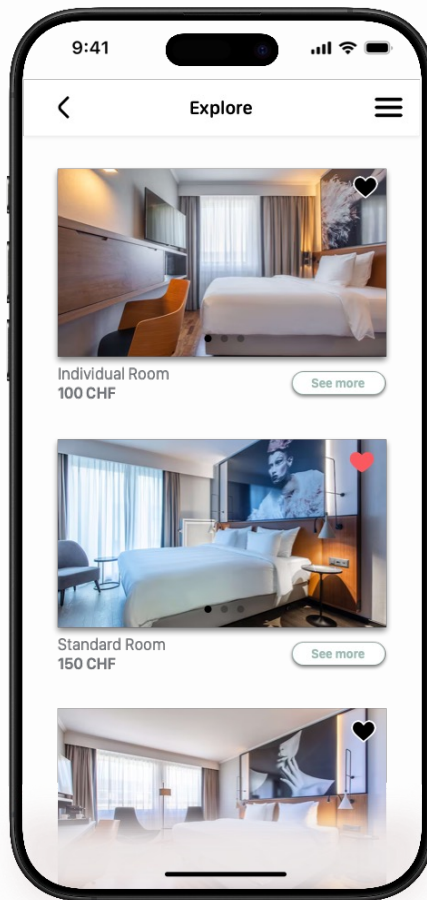 9:41
Explore
Individual Room
100 CHF
See more
Standard Room
150 CHF
See more